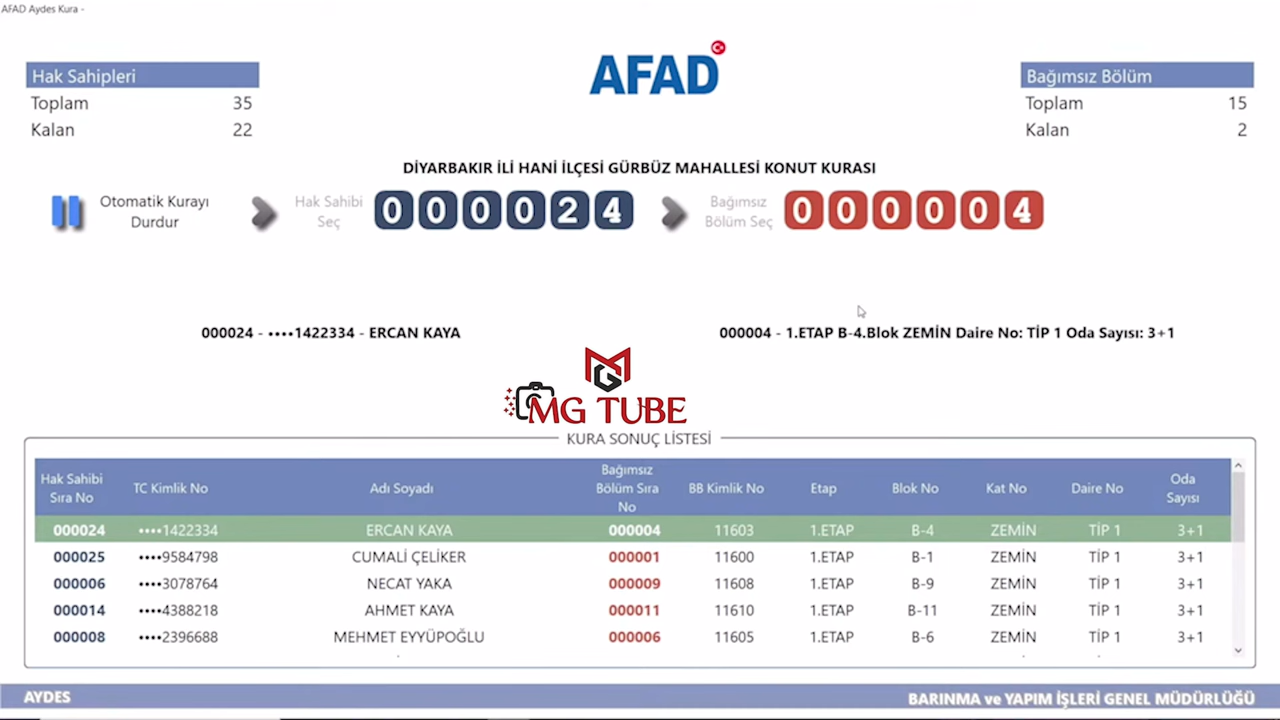 AFAD Aydes Kura -
AFAD
Hak Sahipleri
Toplam 35
Kalan 22
Bağımsız Bölüm
Toplam 15
Kalan 2
DİYARBAKIR İLİ HANİ İLÇESİ GÜRBÜZ MAHALLESİ KONUT KURASI
Otomatik Kurayı
Durdur
Hak Sahibi
Seç
000024
Bağımsız
Bölüm Seç
000004
000024 - ••••1422334 - ERCAN KAYA
000004 - 1.ETAP B-4.Blok ZEMİN Daire No: TİP 1 Oda Sayısı: 3+1
MG TUBE
KURA SONUÇ LİSTESİ
Hak Sahibi Sıra No TC Kimlik No Adı Soyadı Bağımsız Bölüm Sıra No BB Kimlik No Etap Blok No Kat No Daire No Oda Sayısı
000024 ••••1422334 ERCAN KAYA 000004 11603 1.ETAP B-4 ZEMİN TİP 1 3+1
000025 ••••9584798 CUMALİ ÇELİKER 000001 11600 1.ETAP B-1 ZEMİN TİP 1 3+1
000006 ••••3078764 NECAT YAKA 000009 11608 1.ETAP B-9 ZEMİN TİP 1 3+1
000014 ••••4388218 AHMET KAYA 000011 11610 1.ETAP B-11 ZEMİN TİP 1 3+1
000008 ••••2396688 MEHMET EYYÜPOĞLU 000006 11605 1.ETAP B-6 ZEMİN TİP 1 3+1
AYDES
BARINMA ve YAPIM İŞLERİ GENEL MÜDÜRLÜĞÜ